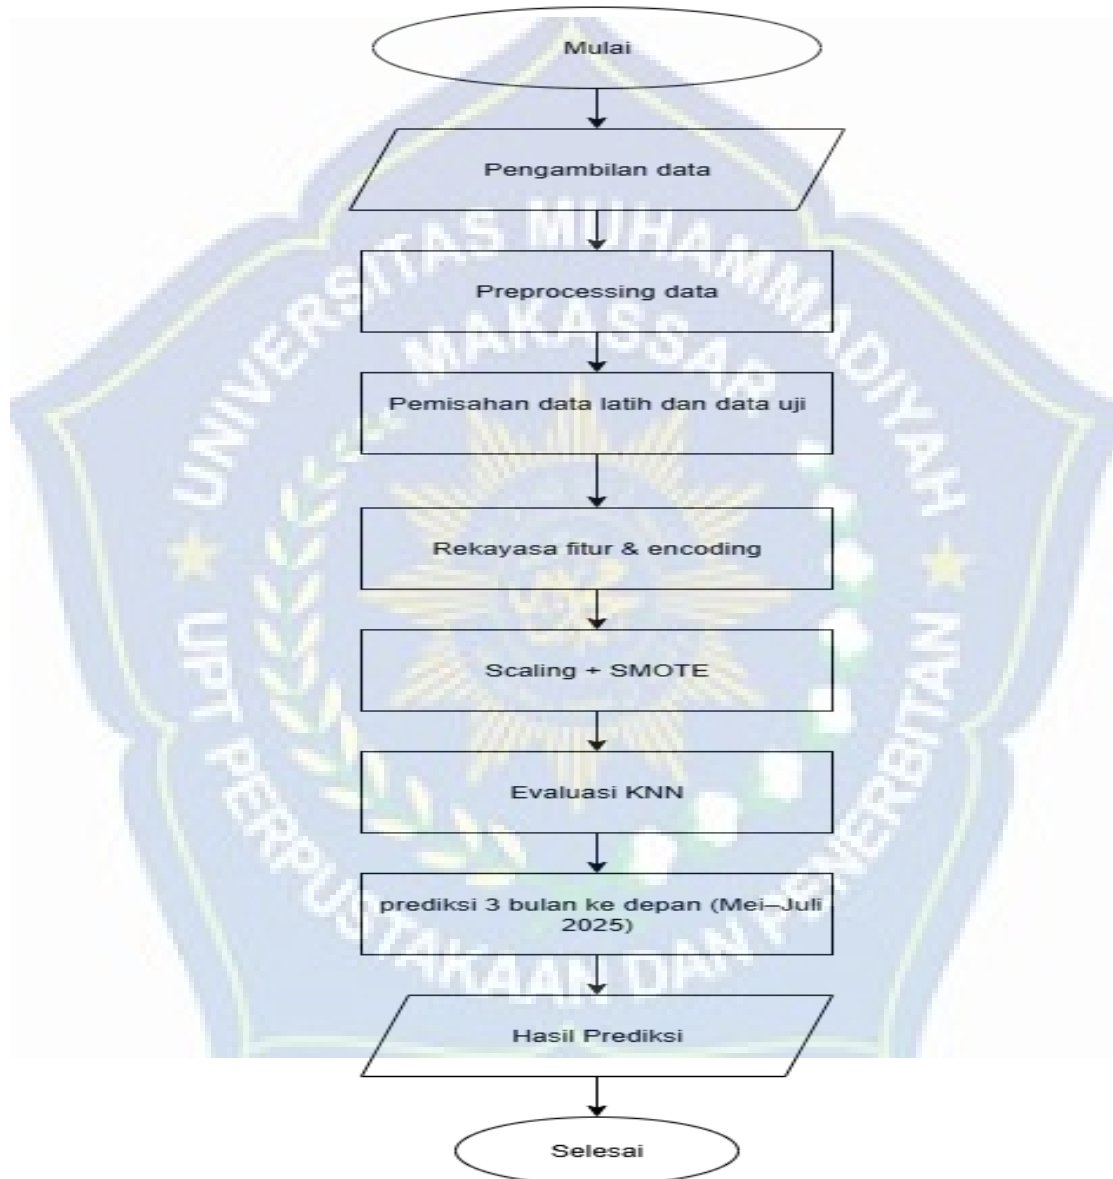 Mulai
Pengambilan data
Preprocessing data
Pemisahan data latih dan data uji
Rekayasa fitur & encoding
Scaling + SMOTE
Evaluasi KNN
prediksi 3 bulan ke depan (Mei–Juli
2025)
Hasil Prediksi
Selesai
UNIVERSITAS MUHAMMADIYAH
MAKASSAR
UPT PERPUSTAKAAN DAN PENERBITAN